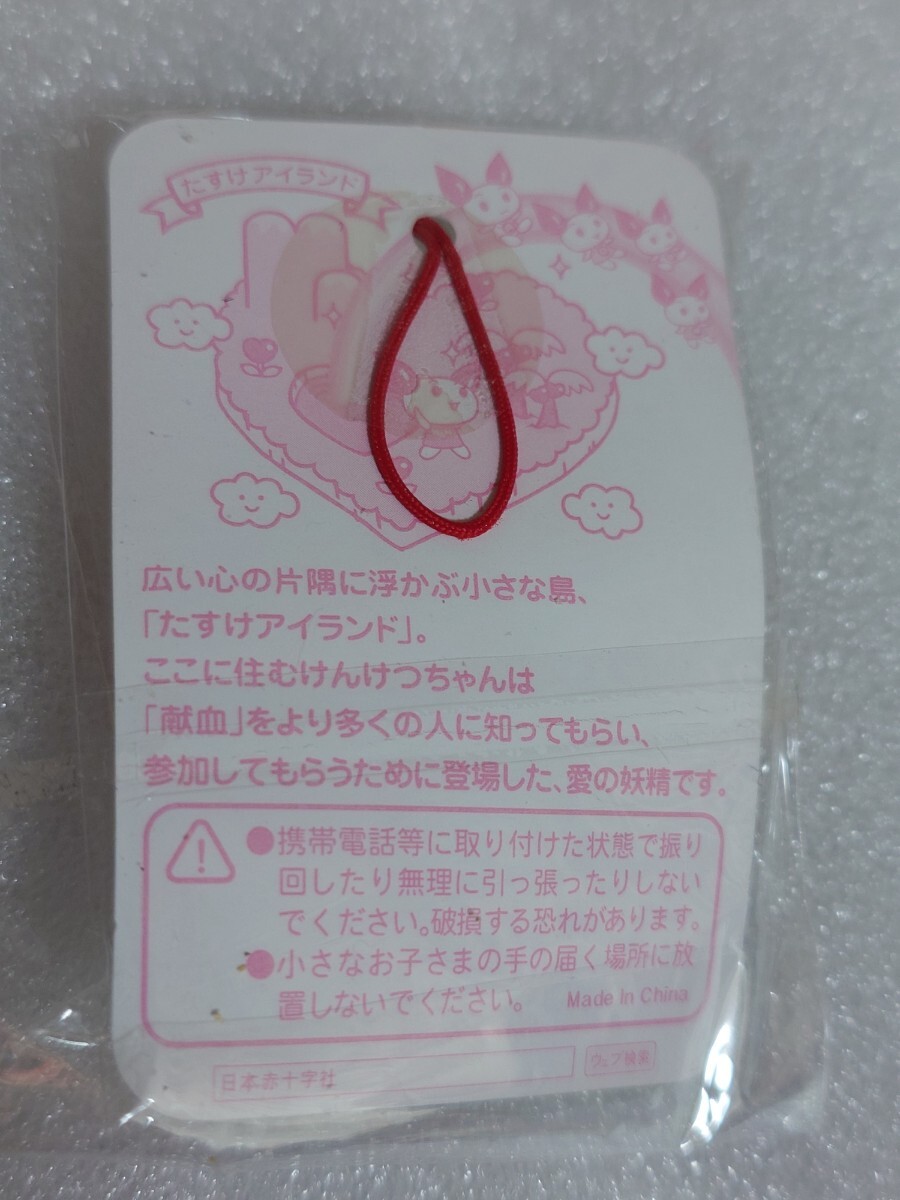 たすけアイランド
広い心の片隅に浮かぶ小さな島、
「たすけアイランド」。
ここに住むけんけつちゃんは
「献血」をより多くの人に知ってもらい、
参加してもらうために登場した、愛の妖精です。
●携帯電話等に取り付けた状態で振り
回したり無理に引っ張ったりしない
でください。破損する恐れがあります。
●小さなお子さまの手の届く場所に放
置しないでください。 Made In China
日本赤十字社 ウェブ検索